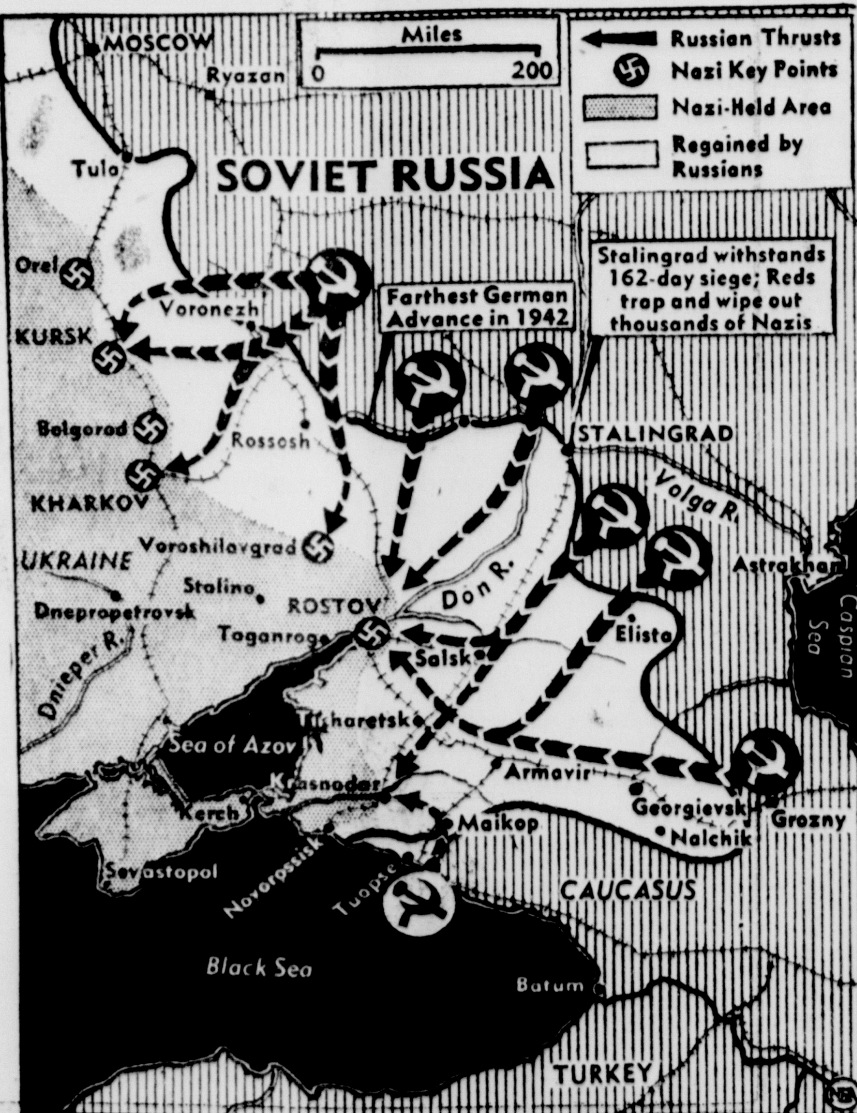 Miles
0 200
Russian Thrusts
Nazi Key Points
Nazi-Held Area
Regained by
Russians
MOSCOW
Ryazan
Tula
SOVIET RUSSIA
Orel
Voronezh
KURSK
Farthest German
Advance in 1942
Stalingrad withstands
162-day siege; Reds
trap and wipe out
thousands of Nazis
Belgorod
Rossosh
STALINGRAD
KHARKOV
Volga R.
Voroshilovgrad
UKRAINE
Stalino
Don R.
Astrakhan
Dnepropetrovsk
ROSTOV
Caspian
Sea
Taganrog
Elista
Dnieper R.
Salsk
Tisharetsk
Sea of Azov
Armavir
Krasnodar
Georgievsk
Kerch
Maikop
Grozny
Nalchik
Novorossisk
Sevastopol
Tuopse
CAUCASUS
Black Sea
Batum
TURKEY